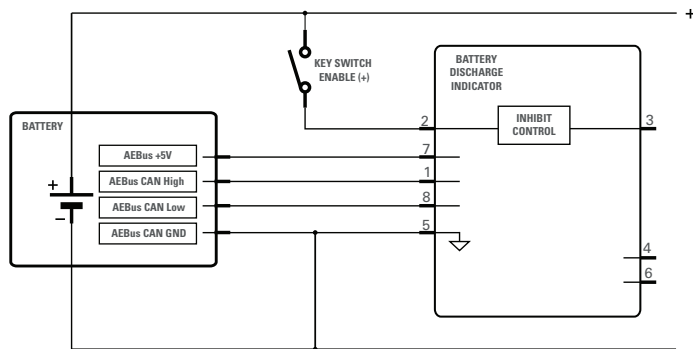 +
KEY SWITCH
ENABLE (+)
BATTERY
DISCHARGE
INDICATOR
INHIBIT
CONTROL
2
3
BATTERY
AEBus +5V
7
AEBus CAN High
1
+
AEBus CAN Low
8
–
AEBus CAN GND
5
4
6